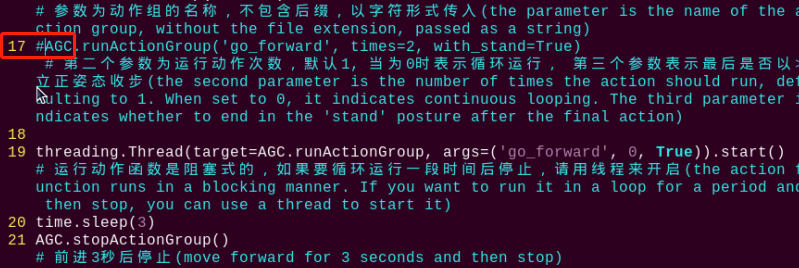 # 参数为动作组的名称，不包含后缀，以字符形式传入(the parameter is the name of the a
ction group, without the file extension, passed as a string)
17 #AGC.runActionGroup('go_forward', times=2, with_stand=True)
# 第二个参数为运行动作次数，默认1, 当为0时表示循环运行， 第三个参数表示最后是否以
立正姿态收步(the second parameter is the number of times the action should run, def
aulting to 1. When set to 0, it indicates continuous looping. The third parameter i
ndicates whether to end in the 'stand' posture after the final action)
18
19 threading.Thread(target=AGC.runActionGroup, args=('go_forward', 0, True)).start()
# 运行动作函数是阻塞式的，如果要循环运行一段时间后停止，请用线程来开启(the action f
unction runs in a blocking manner. If you want to run it in a loop for a period and
then stop, you can use a thread to start it)
20 time.sleep(3)
21 AGC.stopActionGroup()
# 前进3秒后停止(move forward for 3 seconds and then stop)